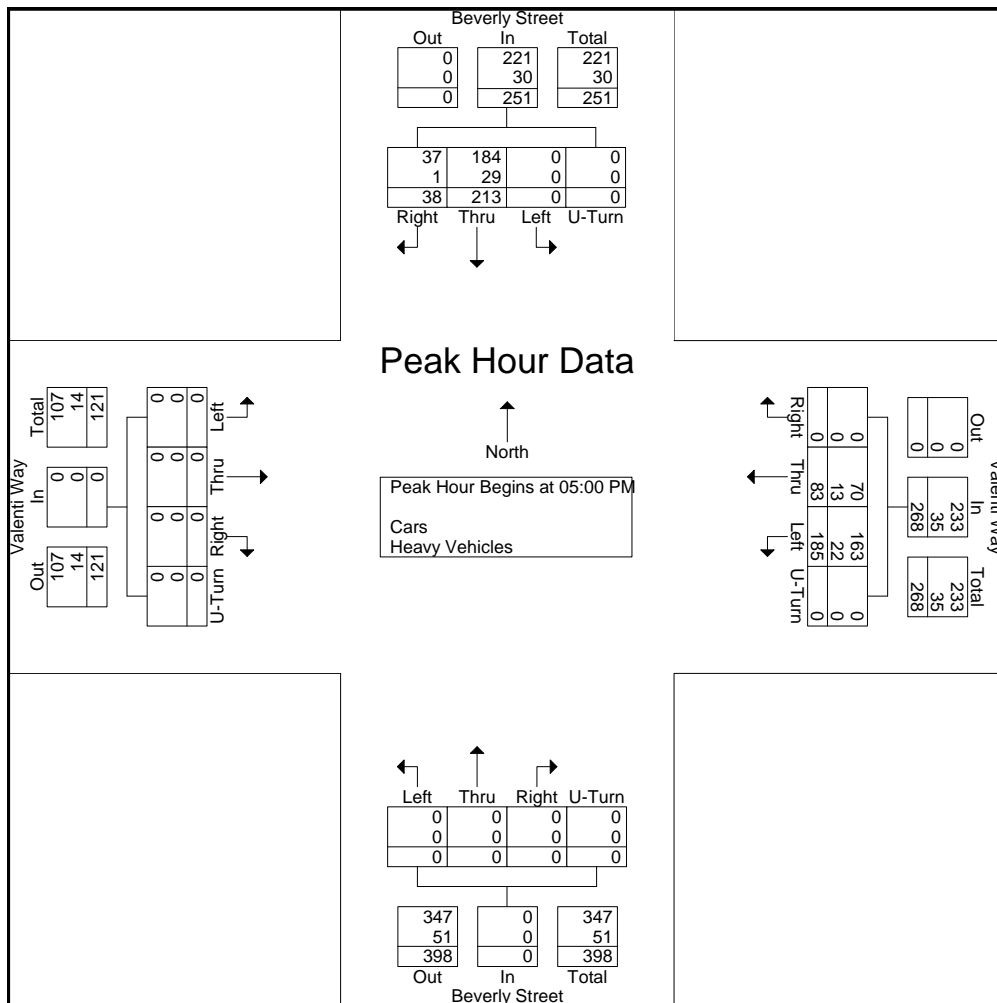 Beverly Street
Out In Total
0 221 221
0 30 30
0 251 251
37 184 0 0
1 29 0 0
38 213 0 0
Right Thru Left U-Turn
Peak Hour Data
North
Peak Hour Begins at 05:00 PM
Cars
Heavy Vehicles
Valenti Way
Out In Total
121 0 121
14 0 14
107 0 107
0 0 0 0
0 0 0 0
0 0 0 0
U-Turn Right Thru Left
Valenti Way
Out In Total
0 233 233
0 35 35
0 268 268
0 70 163 0
0 13 22 0
0 83 185 0
Right Thru Left U-Turn
Left Thru Right U-Turn
0 0 0 0
0 0 0 0
0 0 0 0
347 0 347
51 0 51
398 0 398
Out In Total
Beverly Street